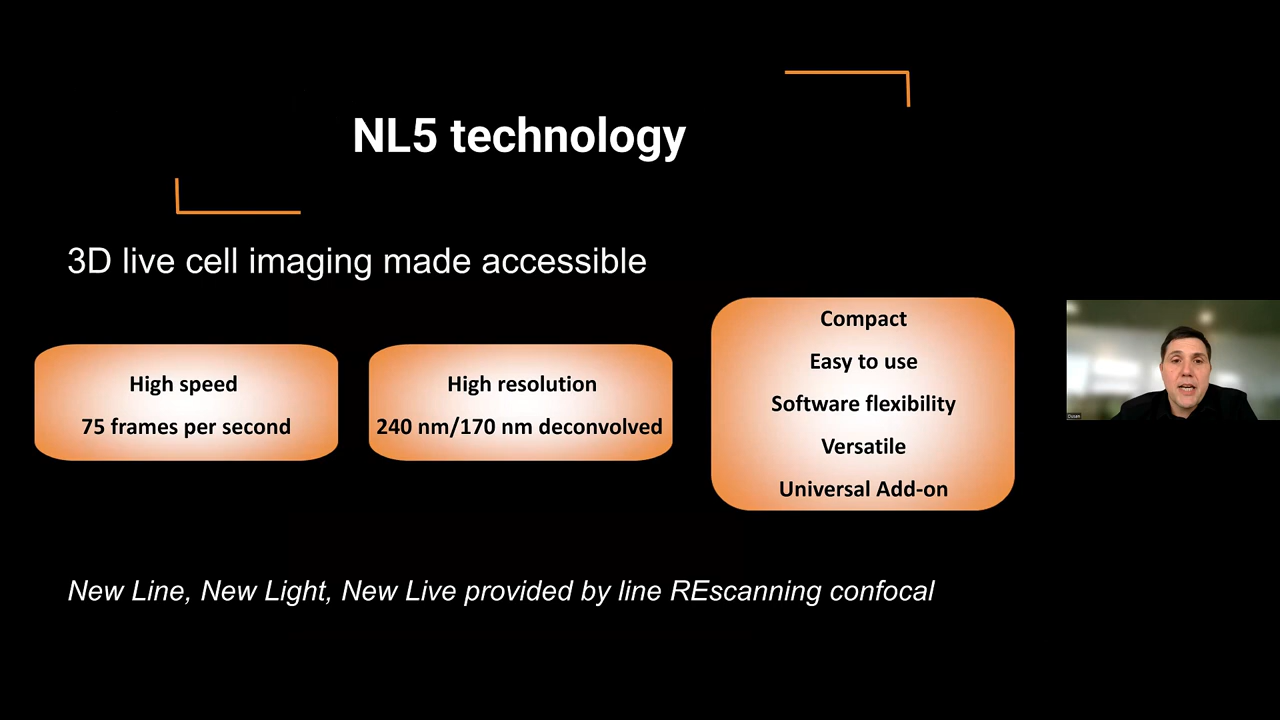 NL5 technology
3D live cell imaging made accessible
High speed
75 frames per second
High resolution
240 nm/170 nm deconvolved
Compact
Easy to use
Software flexibility
Versatile
Universal Add-on
New Line, New Light, New Live provided by line REscanning confocal